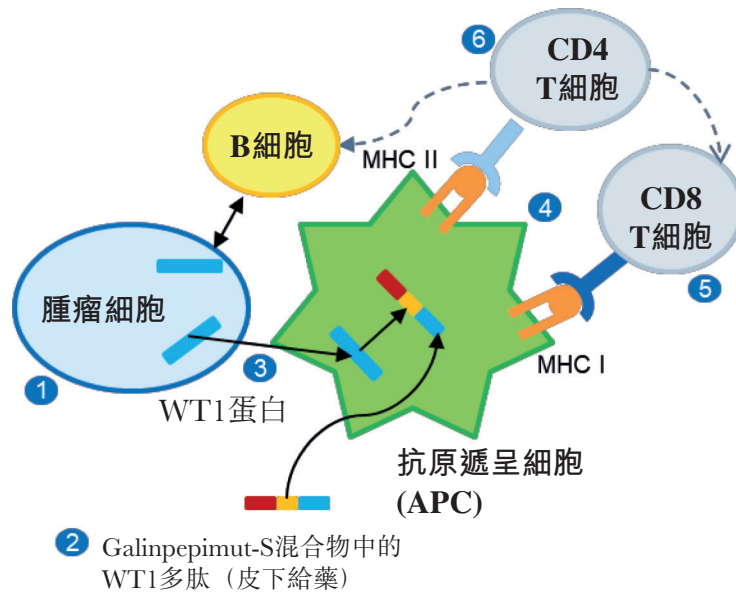 6
CD4
T細胞
B細胞
MHC II
4
CD8
T細胞
5
腫瘤細胞
1
3
WT1蛋白
MHC I
抗原遞呈細胞
(APC)
2 Galinpepimut-S混合物中的
WT1多肽（皮下給藥）